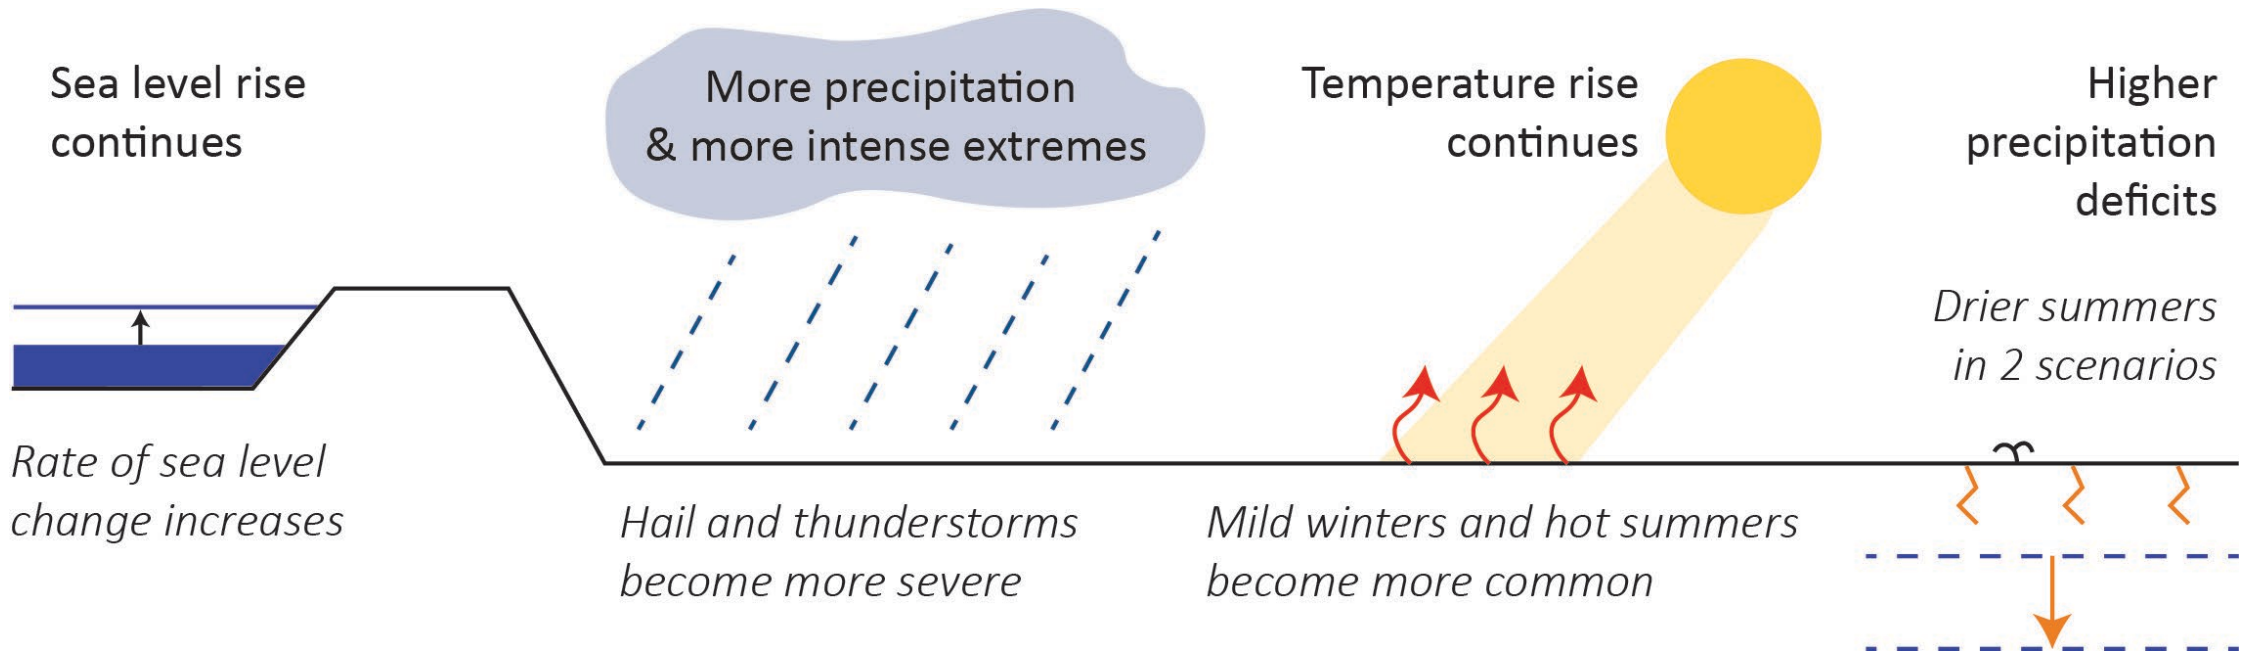 Sea level rise
continues
More precipitation
& more intense extremes
Temperature rise
continues
Higher
precipitation
deficits
Drier summers
in 2 scenarios
Rate of sea level
change increases
Hail and thunderstorms
become more severe
Mild winters and hot summers
become more common